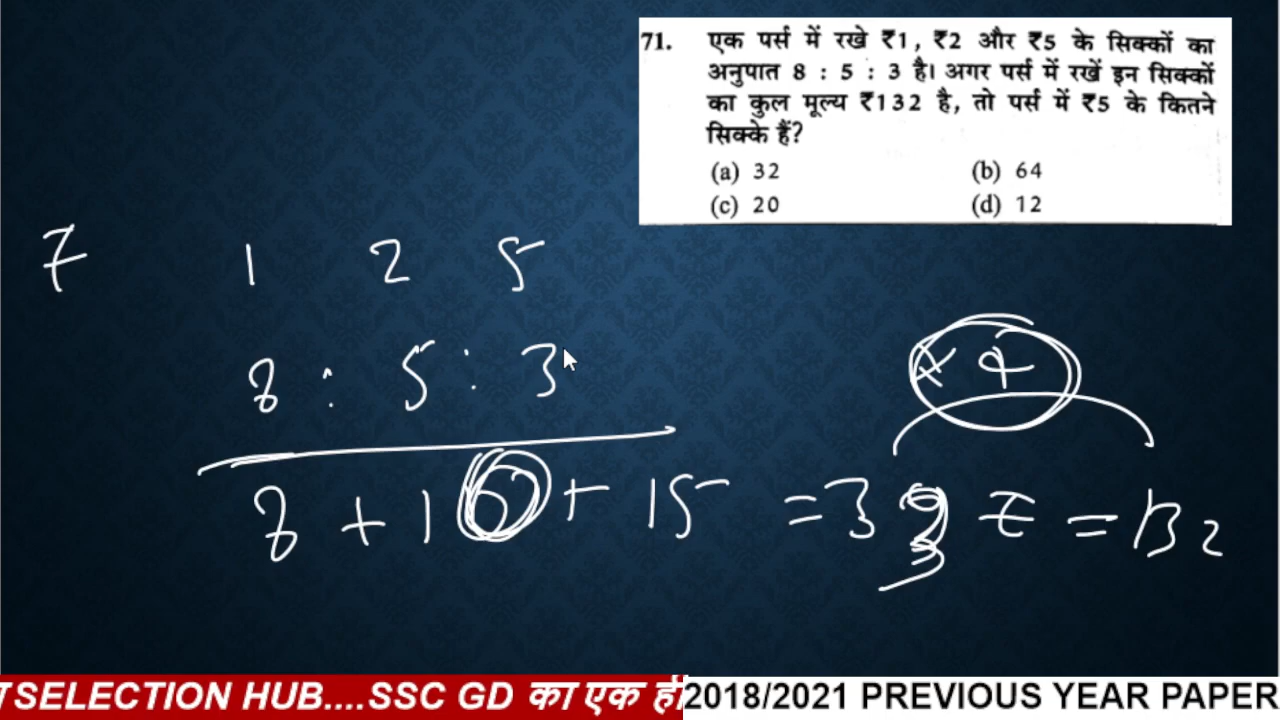 71. एक पर्स में रखे ₹1, ₹2 और ₹5 के सिक्कों का
अनुपात 8 : 5 : 3 है। अगर पर्स में रखें इन सिक्कों
का कुल मूल्य ₹132 है, तो पर्स में ₹5 के कितने
सिक्के हैं?
(a) 32 (b) 64
(c) 20 (d) 12
7 1 2 5
8 : 5 : 3
× 4
8 + 10 + 15 = 33 = 132
SELECTION HUB....SSC GD का एक ही 2018/2021 PREVIOUS YEAR PAPER